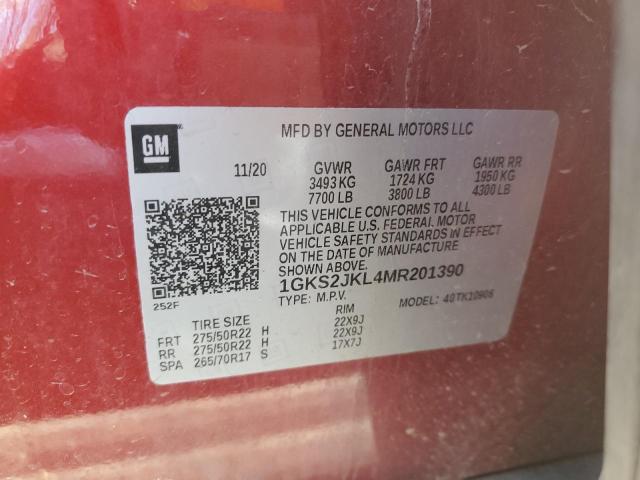 GM
MFD BY GENERAL MOTORS LLC
11/20 GVWR GAWR FRT GAWR RR
3493 KG 1724 KG 1950 KG
7700 LB 3800 LB 4300 LB
THIS VEHICLE CONFORMS TO ALL
APPLICABLE U.S. FEDERAL MOTOR
VEHICLE SAFETY STANDARDS IN EFFECT
ON THE DATE OF MANUFACTURE
SHOWN ABOVE.
1GKS2JKL4MR201390
TYPE: M.P.V. MODEL: 4STK10906
252F
TIRE SIZE RIM
FRT 275/50R22 H 22X9J
RR 275/50R22 H 22X9J
SPA 265/70R17 S 17X7J